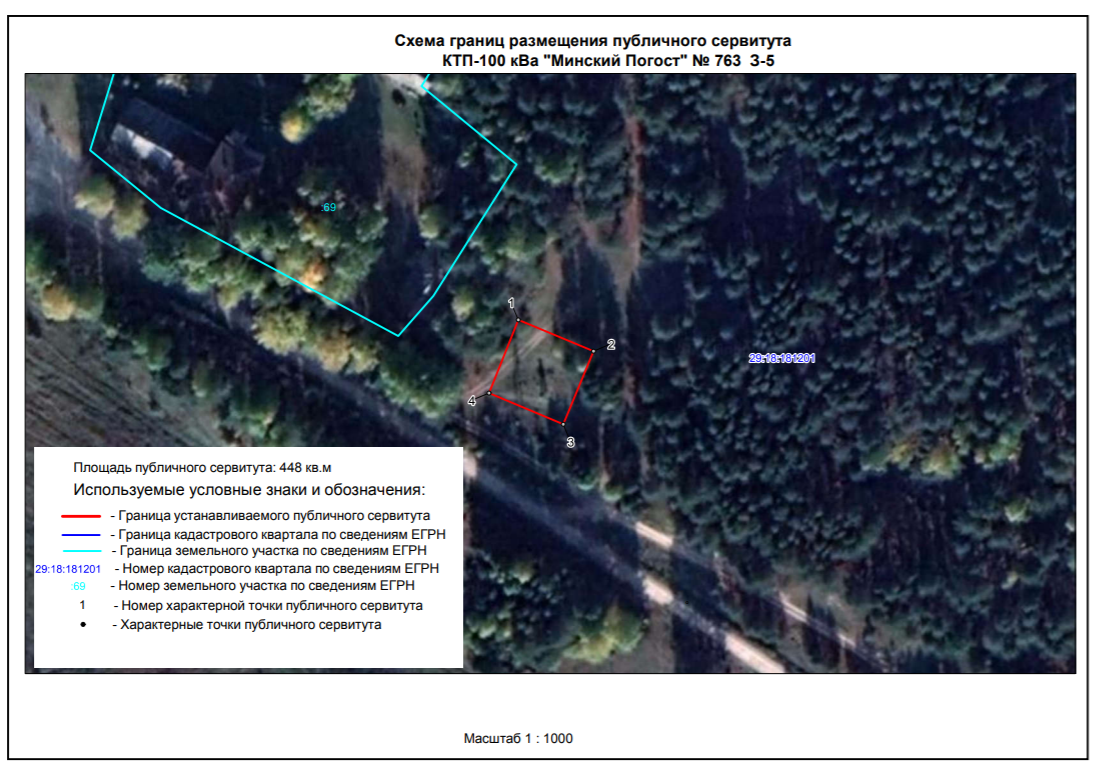 Схема границ размещения публичного сервитута
КТП-100 кВа "Минский Погост" № 763 З-5
:69
1
2
29:18:181201
4
3
Площадь публичного сервитута: 448 кв.м
Используемые условные знаки и обозначения:
- Граница устанавливаемого публичного сервитута
- Граница кадастрового квартала по сведениям ЕГРН
- Граница земельного участка по сведениям ЕГРН
29:18:181201 - Номер кадастрового квартала по сведениям ЕГРН
:69 - Номер земельного участка по сведениям ЕГРН
1 - Номер характерной точки публичного сервитута
- Характерные точки публичного сервитута
Масштаб 1 : 1000